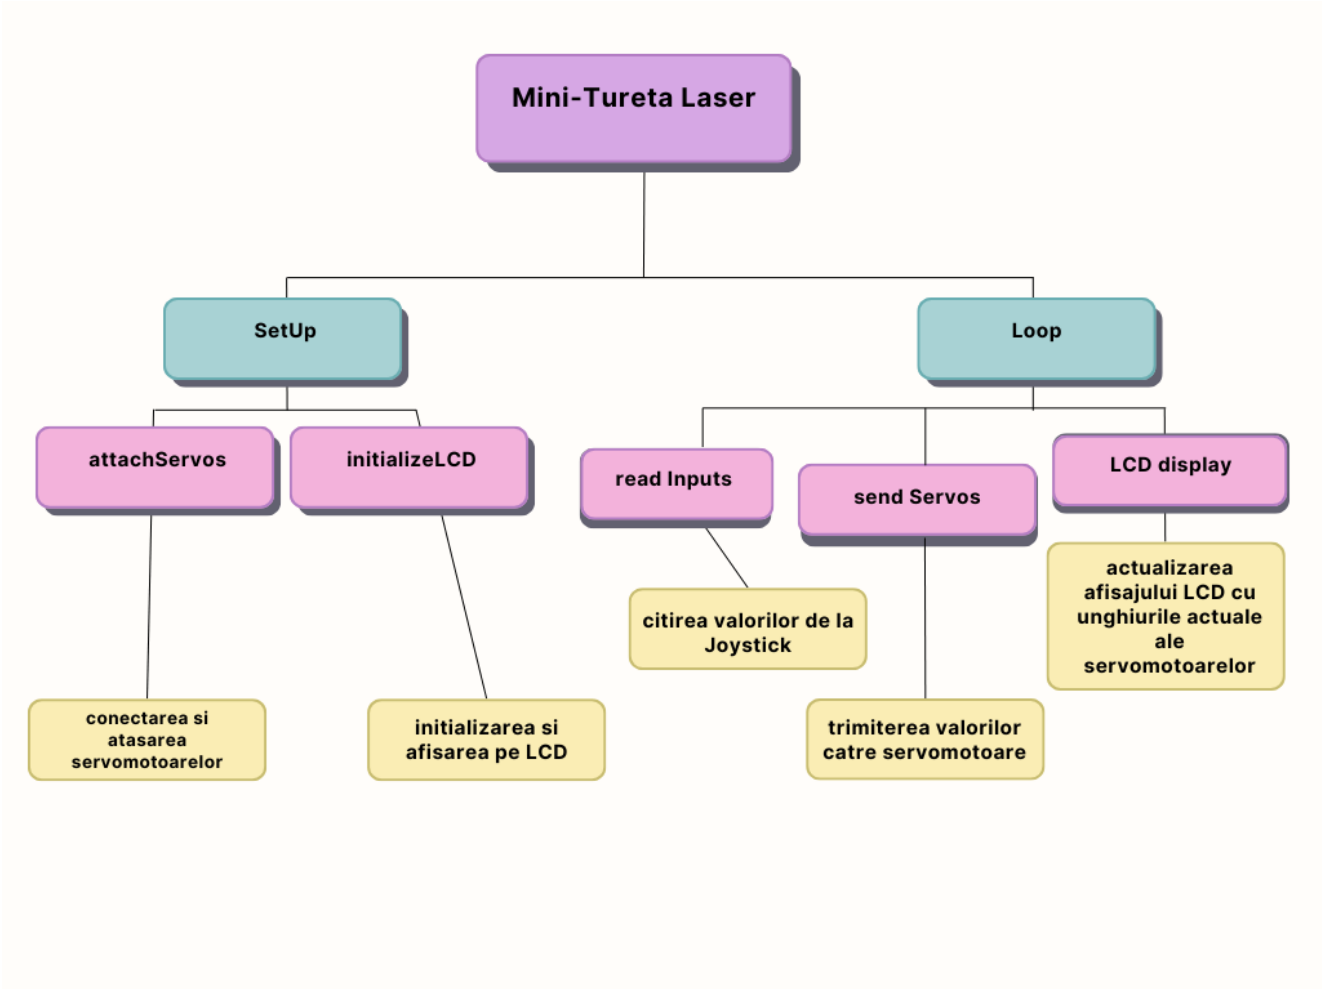 Mini-Tureta Laser
SetUp
Loop
attachServos
initializeLCD
read Inputs
send Servos
LCD display
conectarea si
atasarea
servomotoarelor
initializarea si
afisarea pe LCD
citirea valorilor de la
Joystick
trimiterea valorilor
catre servomotoare
actualizarea
afisajului LCD cu
unghiurile actuale
ale
servomotoarelor